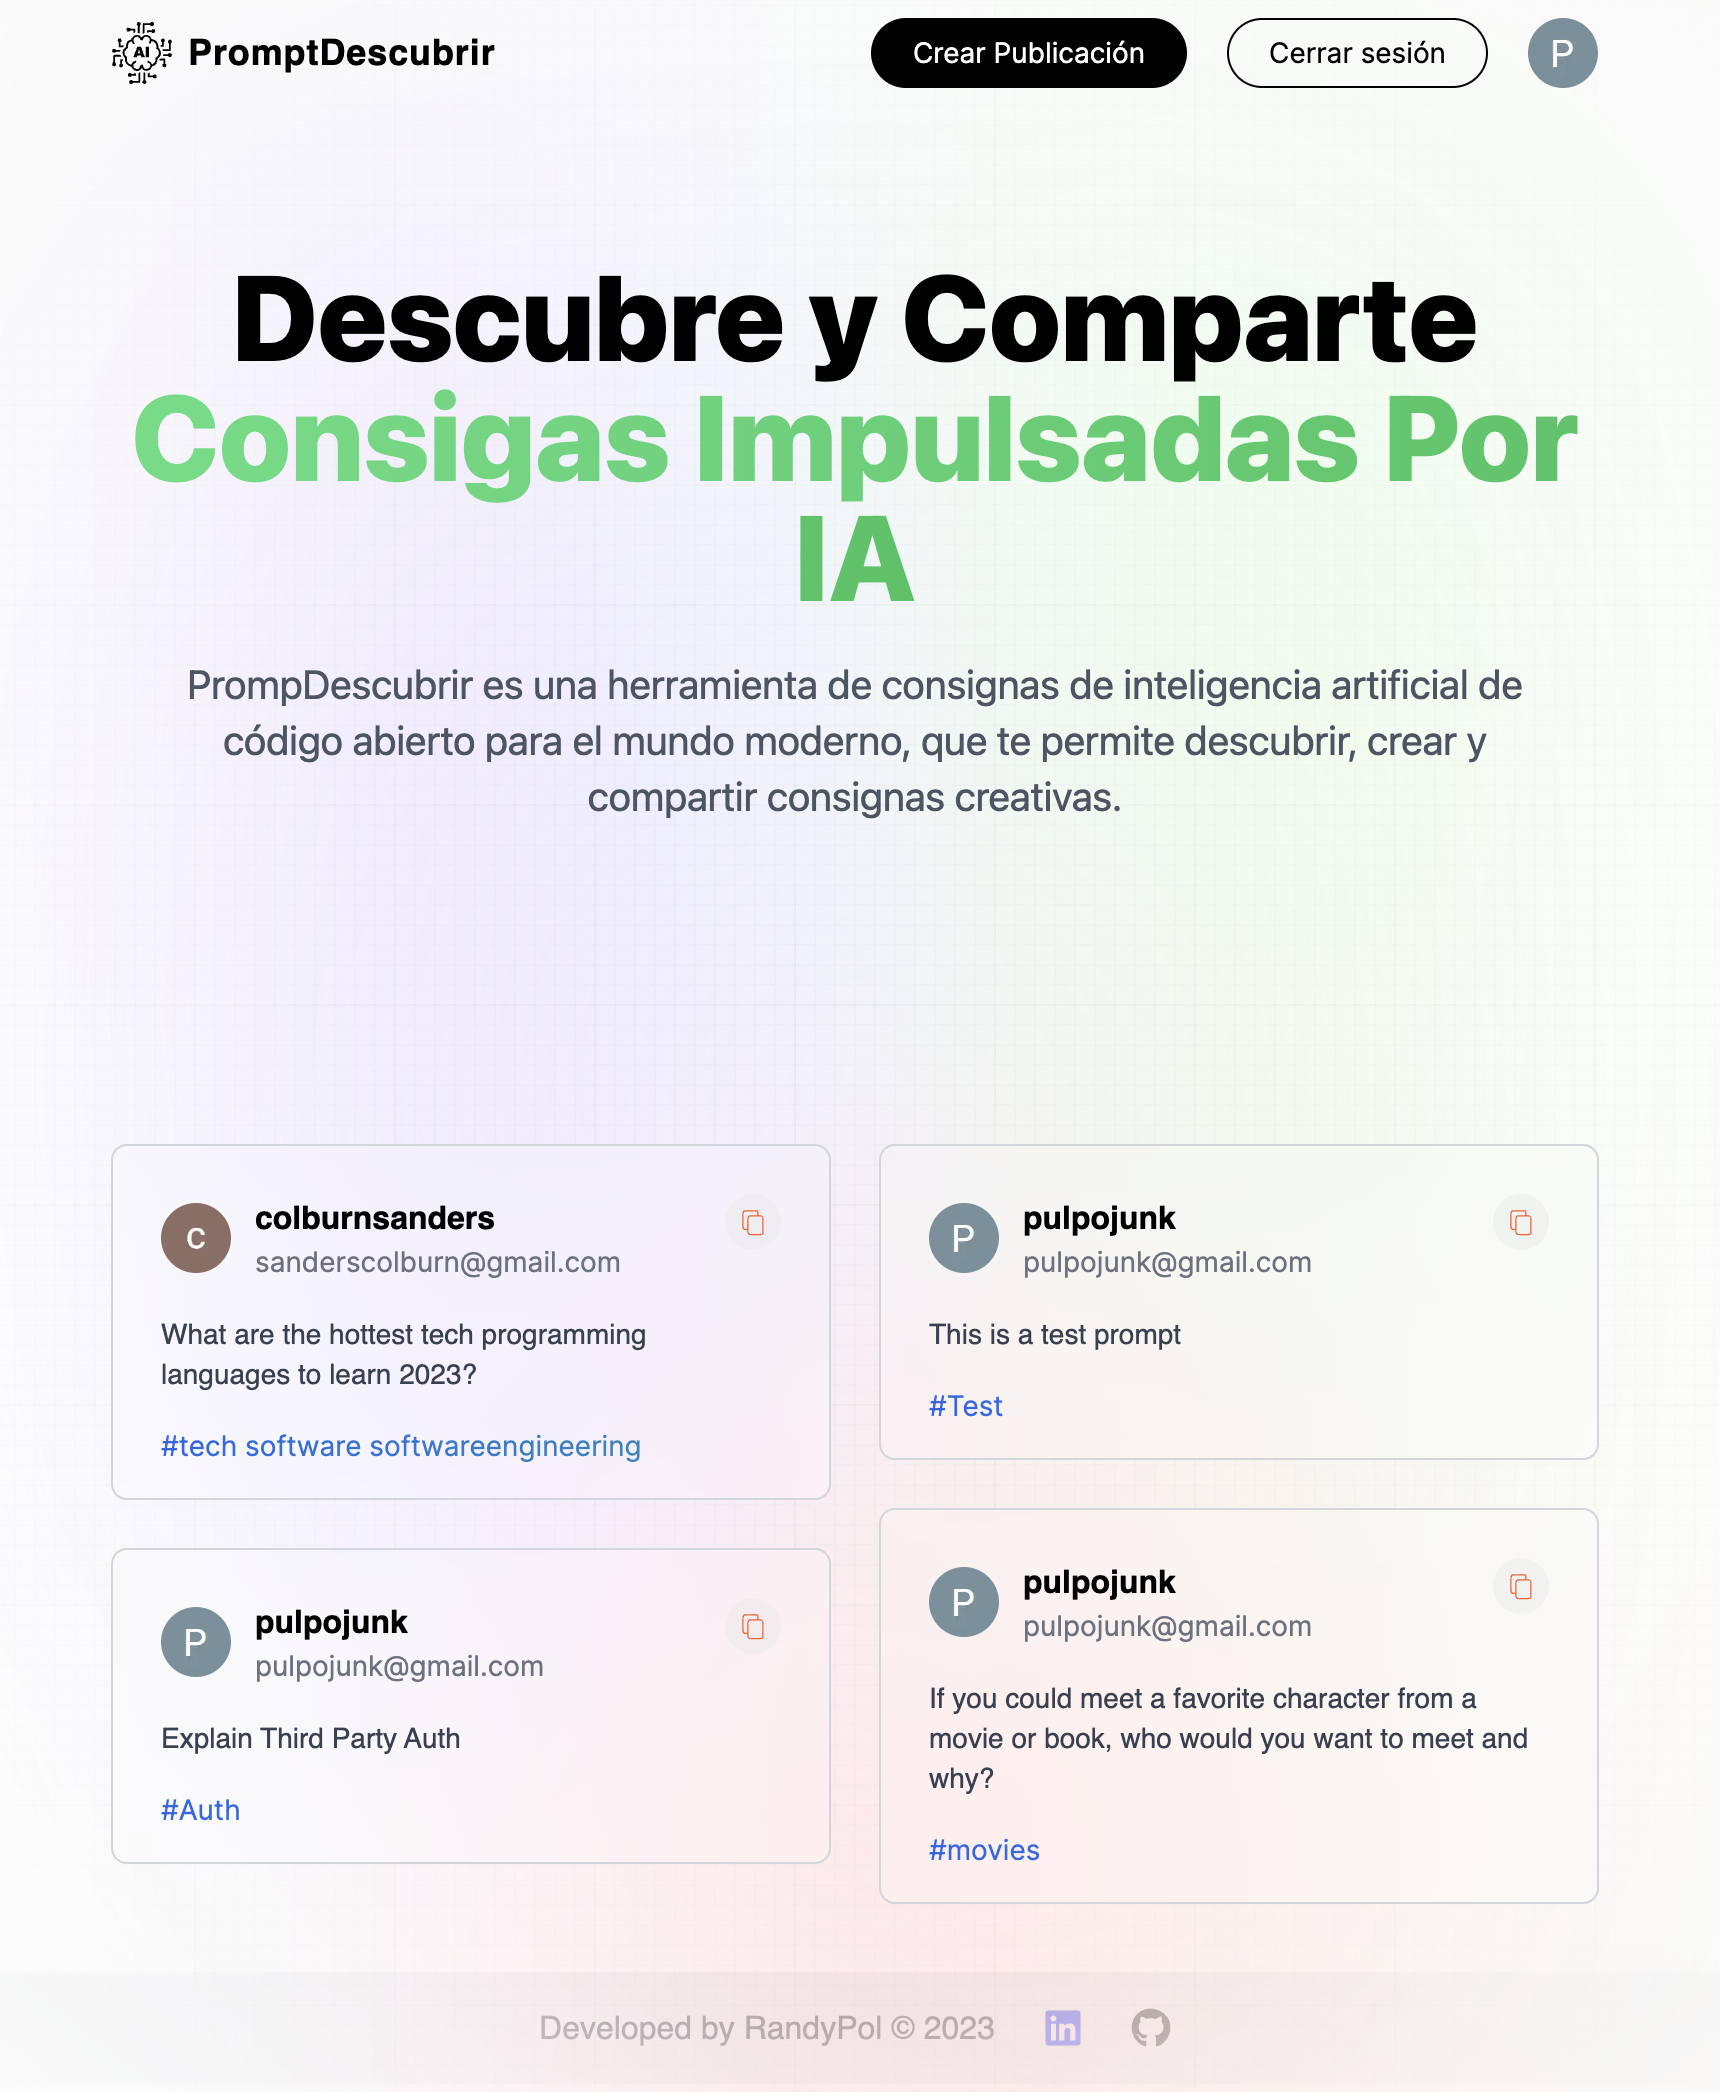 AI
PromptDescubrir
Crear Publicación
Cerrar sesión
P
Descubre y Comparte
Consigas Impulsadas Por
IA
PrompDescubrir es una herramienta de consignas de inteligencia artificial de
código abierto para el mundo moderno, que te permite descubrir, crear y
compartir consignas creativas.
c
colburnsanders
sanderscolburn@gmail.com
What are the hottest tech programming
languages to learn 2023?
#tech software softwareengineering
P
pulpojunk
pulpojunk@gmail.com
Explain Third Party Auth
#Auth
P
pulpojunk
pulpojunk@gmail.com
This is a test prompt
#Test
P
pulpojunk
pulpojunk@gmail.com
If you could meet a favorite character from a
movie or book, who would you want to meet and
why?
#movies
Developed by RandyPol © 2023
in